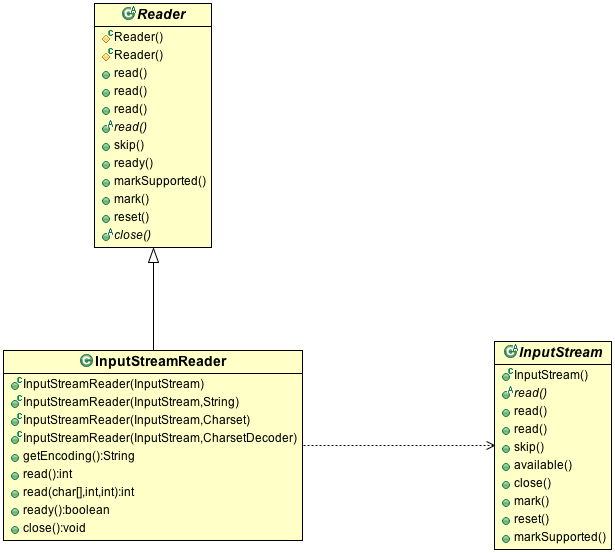 Reader
Reader()
Reader()
read()
read()
read()
read()
skip()
ready()
markSupported()
mark()
reset()
close()
InputStreamReader
InputStreamReader(InputStream)
InputStreamReader(InputStream,String)
InputStreamReader(InputStream,Charset)
InputStreamReader(InputStream,CharsetDecoder)
getEncoding():String
read():int
read(char[],int,int):int
ready():boolean
close():void
InputStream
InputStream()
read()
read()
read()
skip()
available()
close()
mark()
reset()
markSupported()